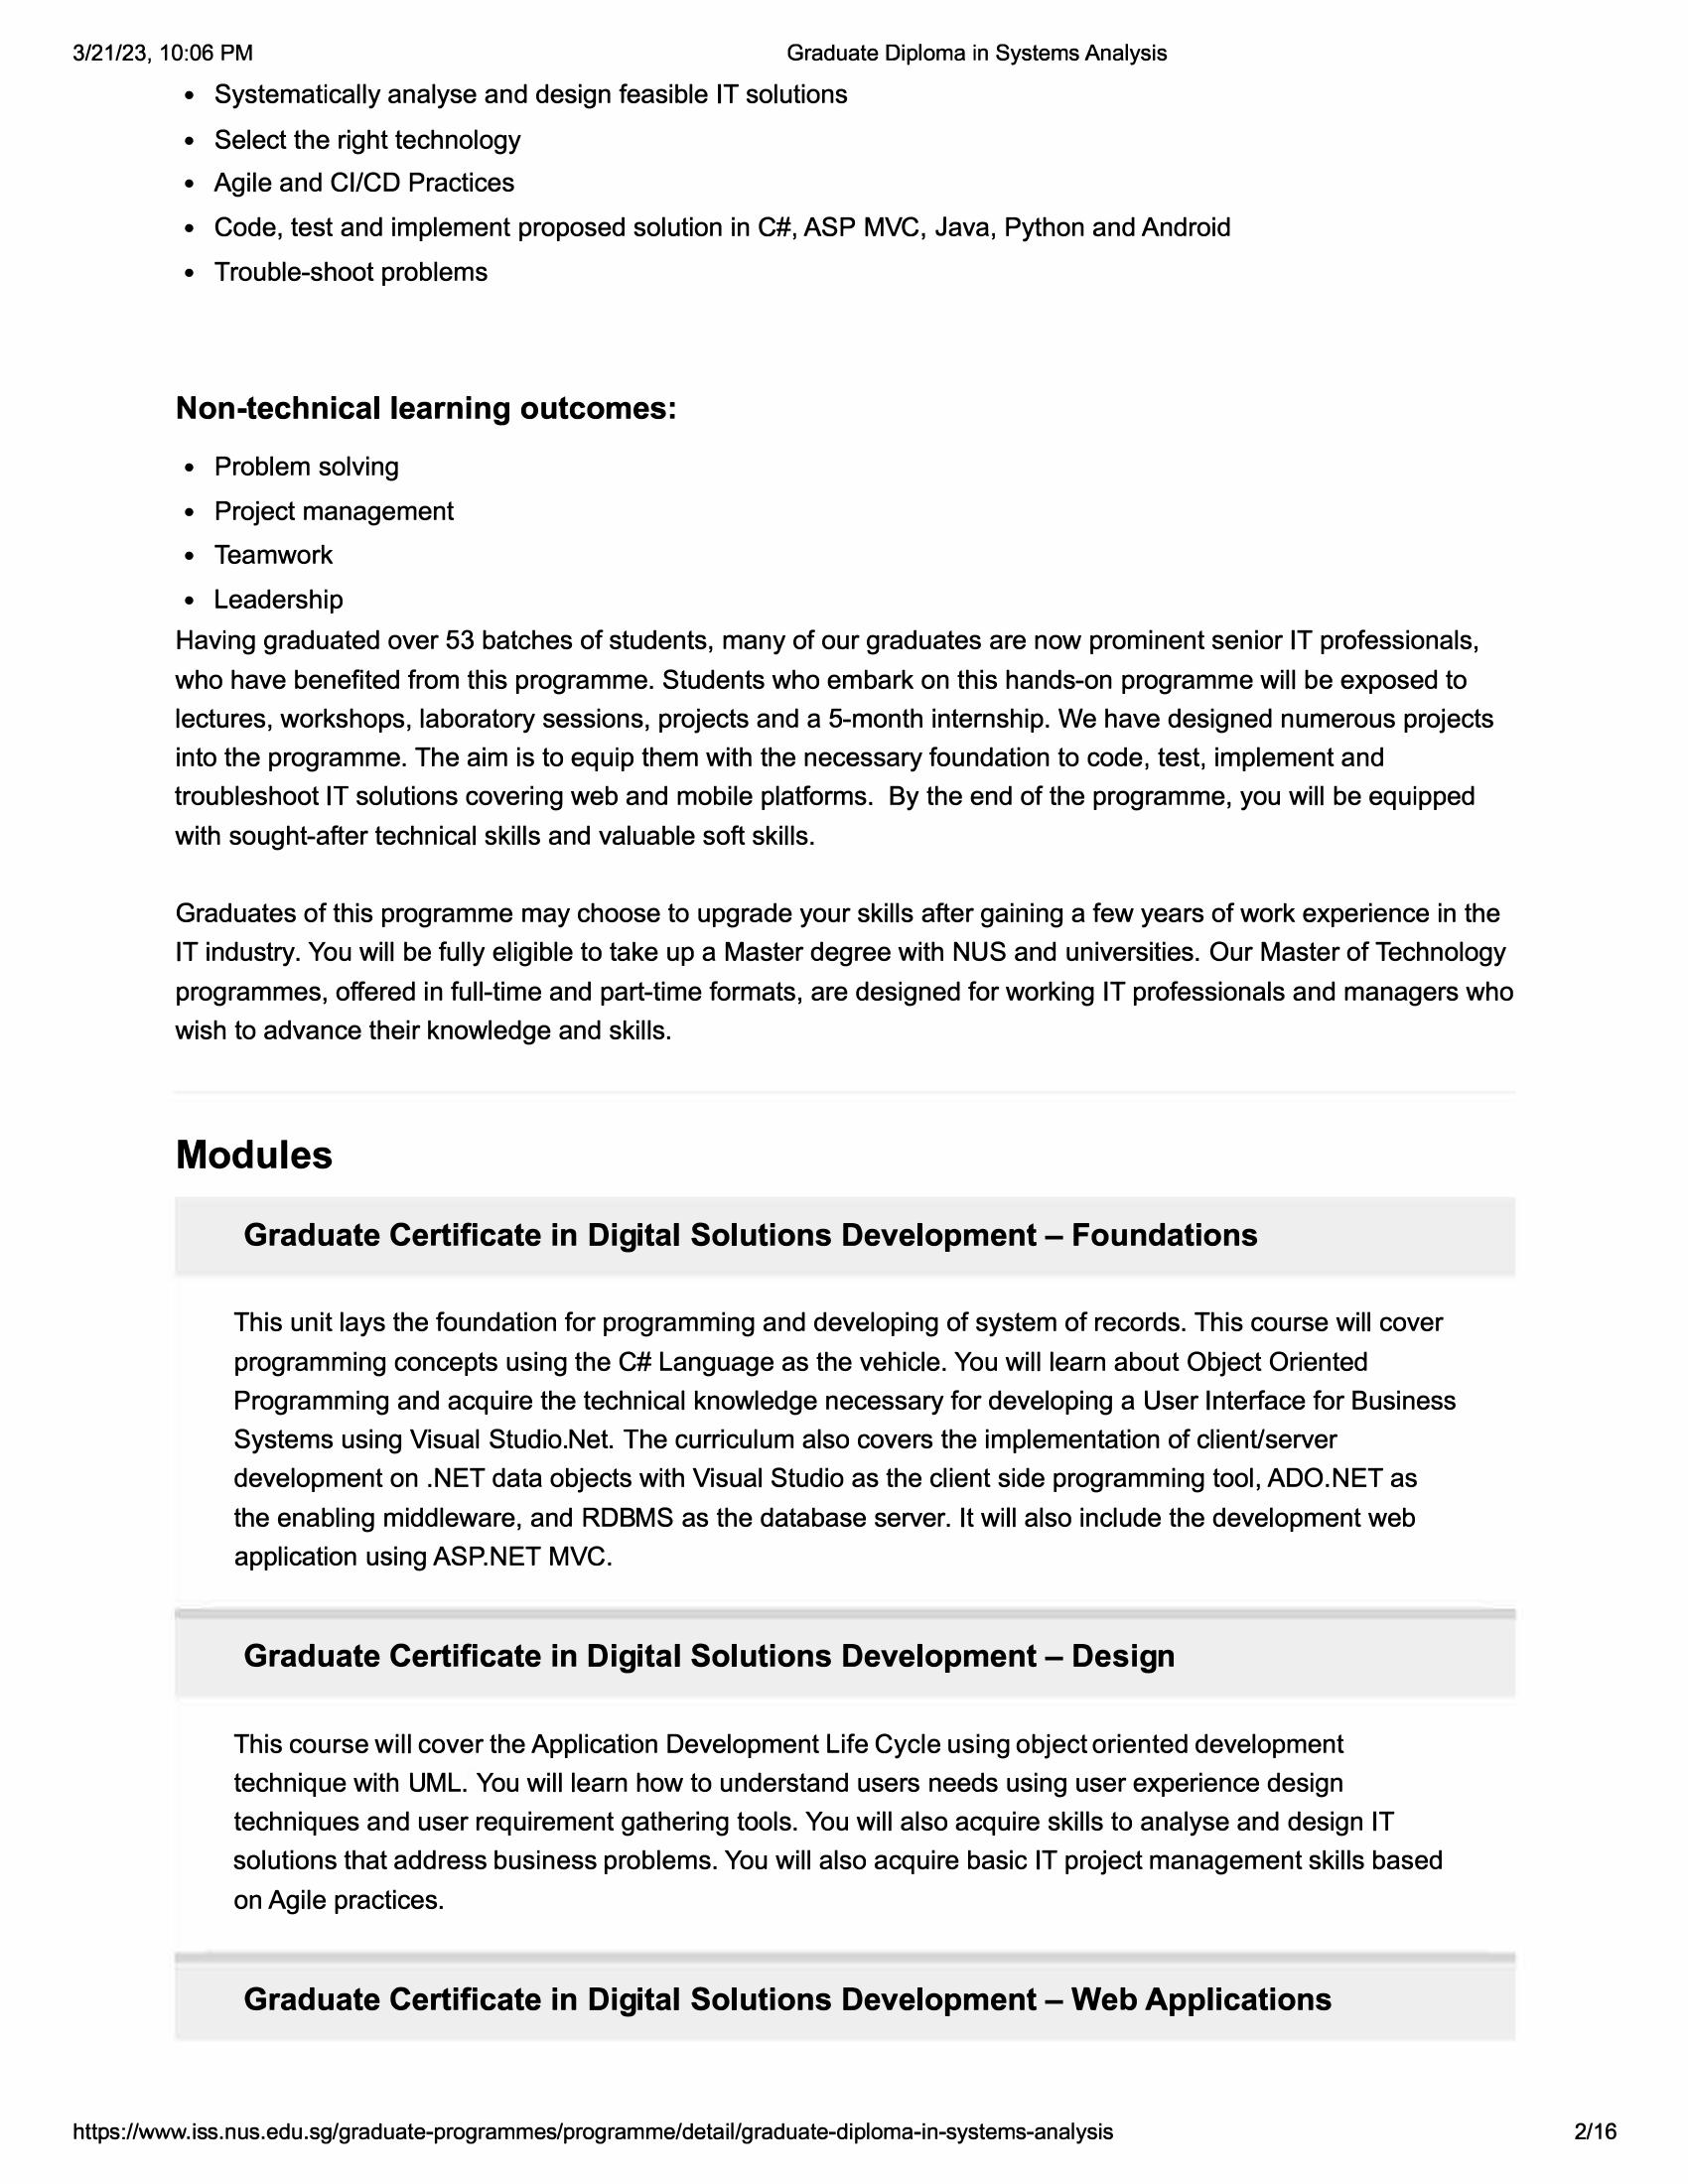 3/21/23, 10:06 PM
Graduate Diploma in Systems Analysis
• Systematically analyse and design feasible IT solutions
• Select the right technology
• Agile and CI/CD Practices
• Code, test and implement proposed solution in C#, ASP MVC, Java, Python and Android
• Trouble-shoot problems
Non-technical learning outcomes:
• Problem solving
• Project management
• Teamwork
• Leadership
Having graduated over 53 batches of students, many of our graduates are now prominent senior IT professionals,
who have benefited from this programme. Students who embark on this hands-on programme will be exposed to
lectures, workshops, laboratory sessions, projects and a 5-month internship. We have designed numerous projects
into the programme. The aim is to equip them with the necessary foundation to code, test, implement and
troubleshoot IT solutions covering web and mobile platforms.  By the end of the programme, you will be equipped
with sought-after technical skills and valuable soft skills.
Graduates of this programme may choose to upgrade your skills after gaining a few years of work experience in the
IT industry. You will be fully eligible to take up a Master degree with NUS and universities. Our Master of Technology
programmes, offered in full-time and part-time formats, are designed for working IT professionals and managers who
wish to advance their knowledge and skills.
Modules
Graduate Certificate in Digital Solutions Development – Foundations
This unit lays the foundation for programming and developing of system of records. This course will cover
programming concepts using the C# Language as the vehicle. You will learn about Object Oriented
Programming and acquire the technical knowledge necessary for developing a User Interface for Business
Systems using Visual Studio.Net. The curriculum also covers the implementation of client/server
development on .NET data objects with Visual Studio as the client side programming tool, ADO.NET as
the enabling middleware, and RDBMS as the database server. It will also include the development web
application using ASP.NET MVC.
Graduate Certificate in Digital Solutions Development – Design
This course will cover the Application Development Life Cycle using object oriented development
technique with UML. You will learn how to understand users needs using user experience design
techniques and user requirement gathering tools. You will also acquire skills to analyse and design IT
solutions that address business problems. You will also acquire basic IT project management skills based
on Agile practices.
Graduate Certificate in Digital Solutions Development – Web Applications
https://www.iss.nus.edu.sg/graduate-programmes/programme/detail/graduate-diploma-in-systems-analysis
2/16